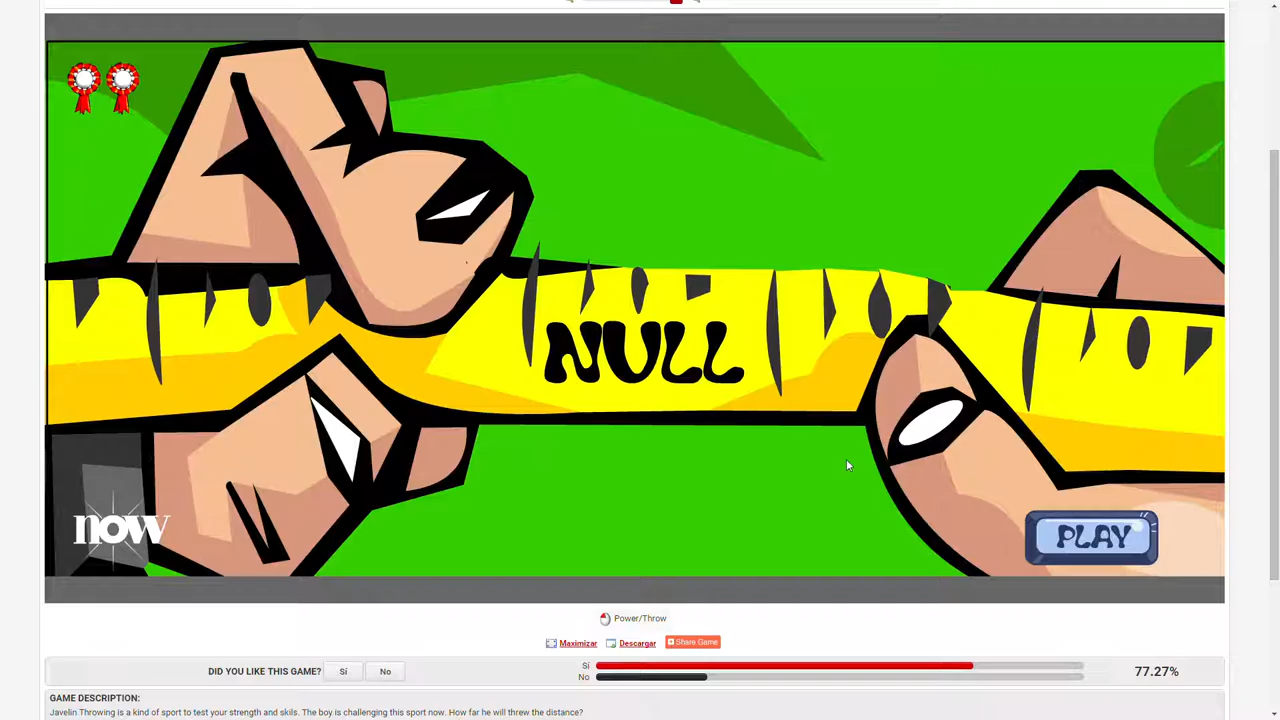 NULL
now
PLAY
Power/Throw
Maximizar Descargar Share Game
DID YOU LIKE THIS GAME? Sí No Sí 77.27%
No
GAME DESCRIPTION:
Javelin Throwing is a kind of sport to test your strength and skils. The boy is challenging this sport now. How far he will threw the distance?